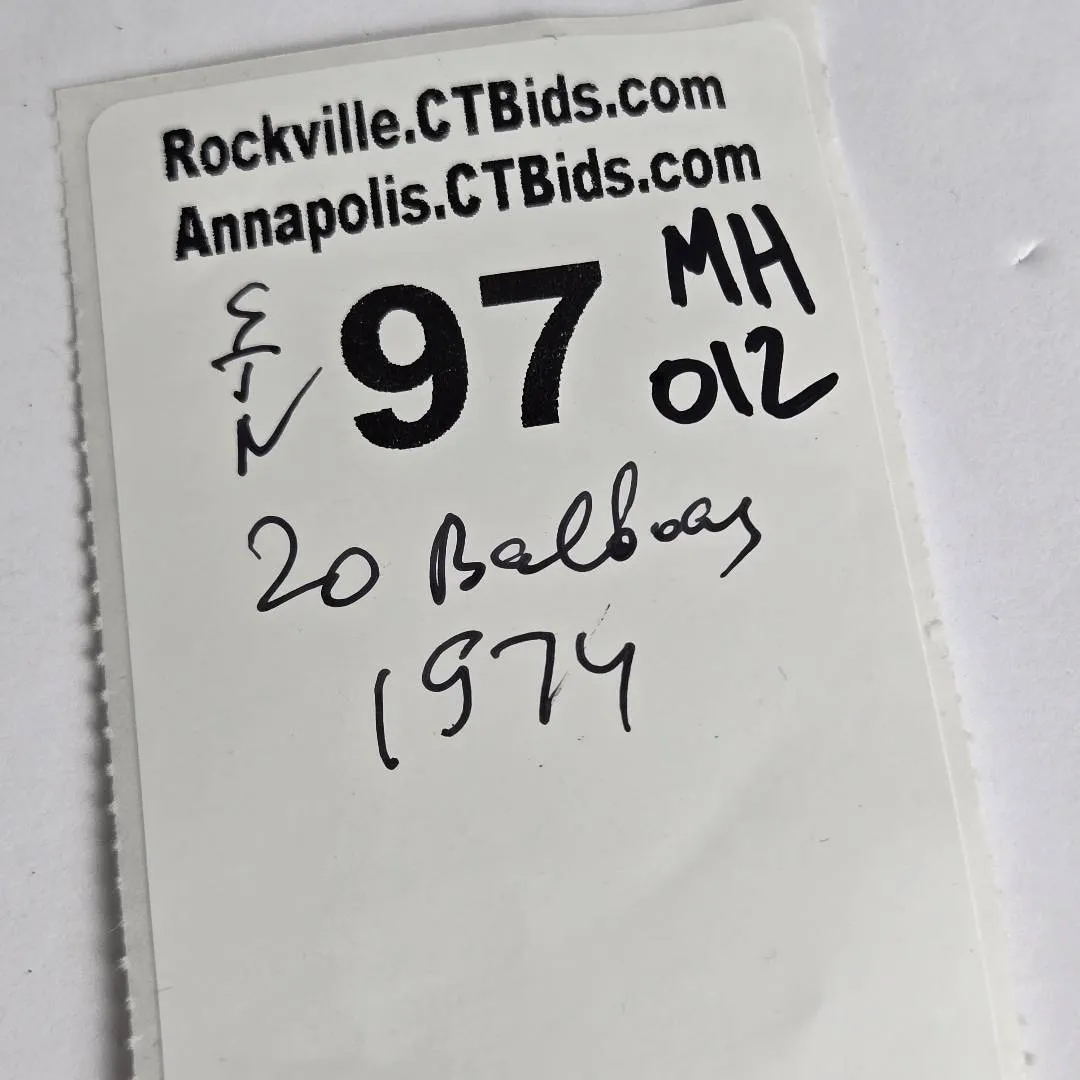 Rockville.CTBids.com
Annapolis.CTBids.com
97
MH
012
20 Balboas
1974